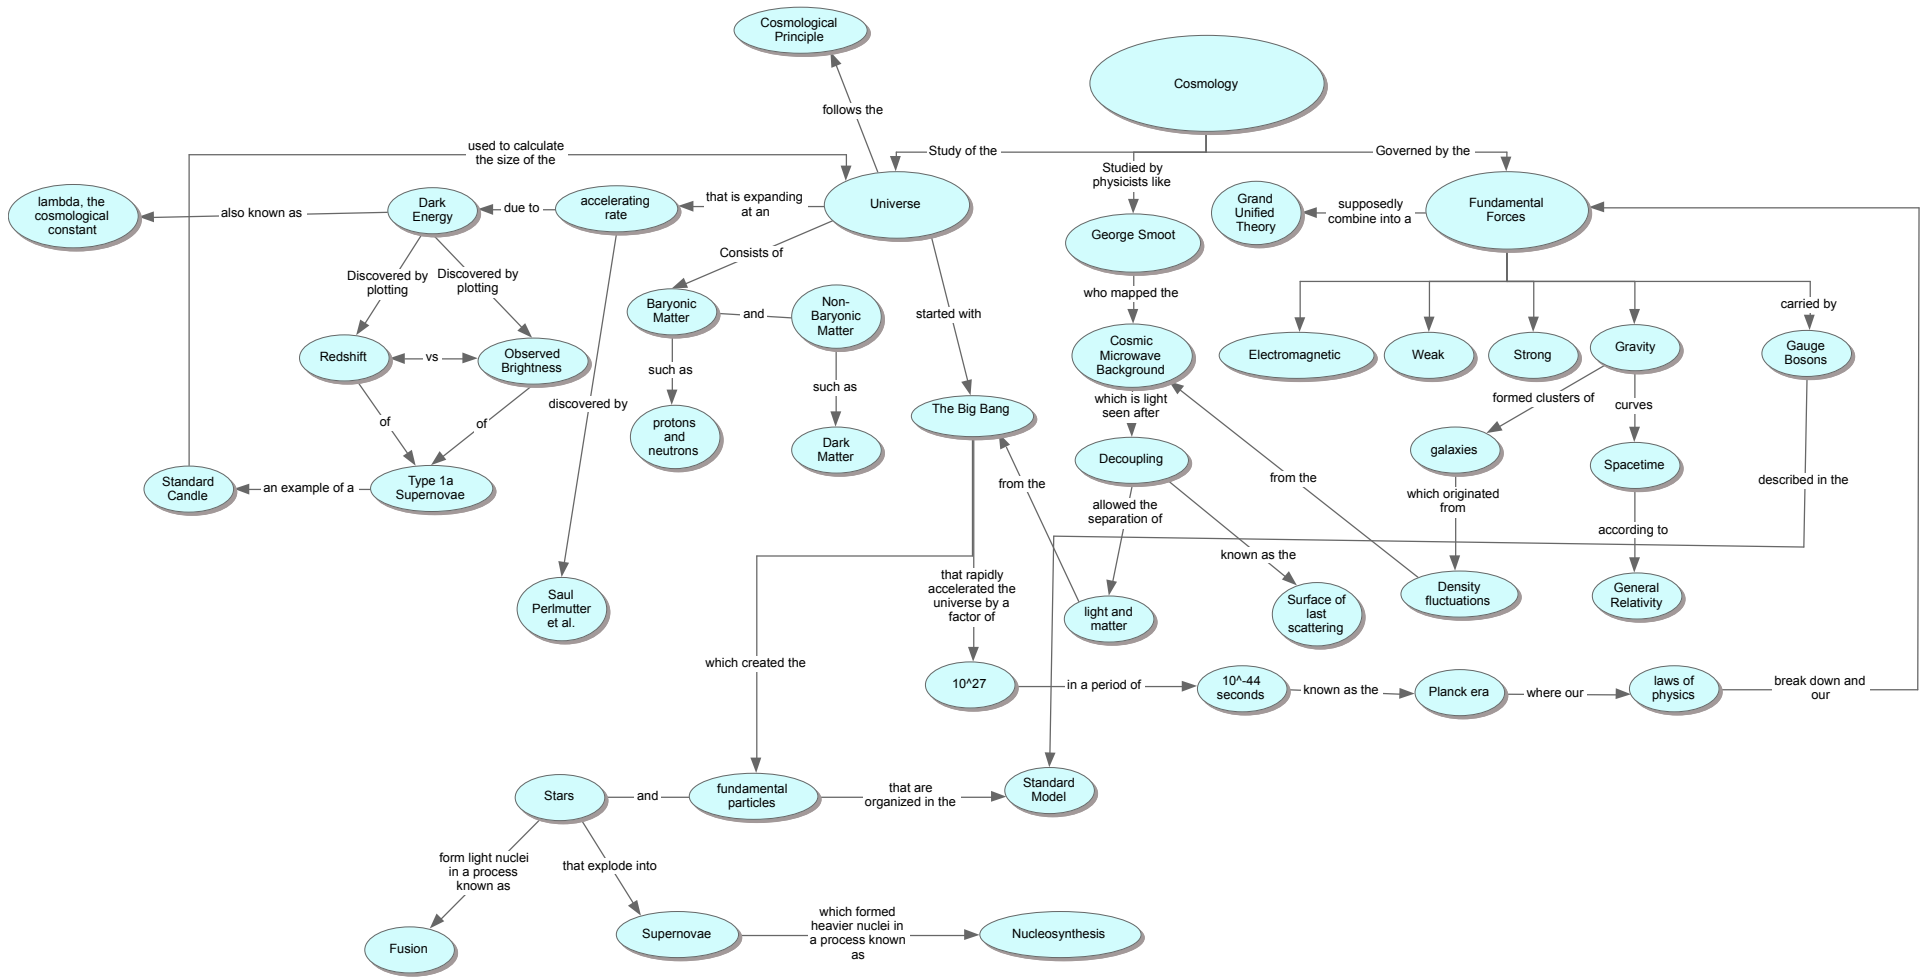 Cosmological
Principle
Cosmology
follows the
used to calculate
the size of the
Study of the
Studied by
physicists like
Governed by the
lambda, the
cosmological
constant
also known as
Dark
Energy
due to
accelerating
rate
that is expanding
at an
Universe
George Smoot
Grand
Unified
Theory
supposedly
combine into a
Fundamental
Forces
Consists of
Discovered by
plotting
Discovered by
plotting
Baryonic
Matter
and
Non-
Baryonic
Matter
started with
who mapped the
carried by
Redshift
vs
Observed
Brightness
Cosmic
Microwave
Background
Electromagnetic
Weak
Strong
Gravity
Gauge
Bosons
such as
such as
discovered by
The Big Bang
which is light
seen after
formed clusters of
curves
of
of
protons
and
neutrons
Dark
Matter
Decoupling
galaxies
Spacetime
Standard
Candle
an example of a
Type 1a
Supernovae
from the
from the
described in the
allowed the
separation of
which originated
from
according to
known as the
that rapidly
accelerated the
universe by a
factor of
Saul
Perlmutter
et al.
light and
matter
Surface of
last
scattering
Density
fluctuations
General
Relativity
which created the
10^27
in a period of
10^-44
seconds
known as the
Planck era
where our
laws of
physics
break down and
our
Stars
and
fundamental
particles
that are
organized in the
Standard
Model
form light nuclei
in a process
known as
that explode into
Fusion
Supernovae
which formed
heavier nuclei in
a process known
as
Nucleosynthesis